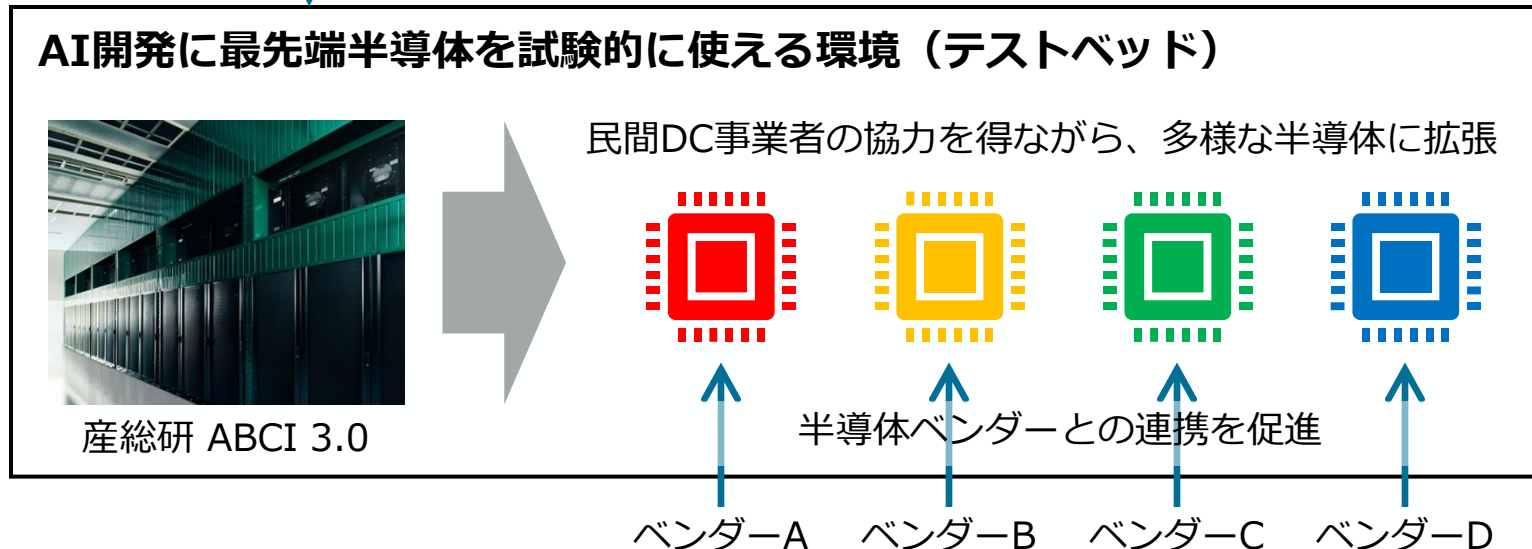 AI開発に最先端半導体を試験的に使える環境（テストベッド）
民間DC事業者の協力を得ながら、多様な半導体に拡張
産総研 ABCI 3.0
半導体ベンダーとの連携を促進
ベンダーA
ベンダーB
ベンダーC
ベンダーD